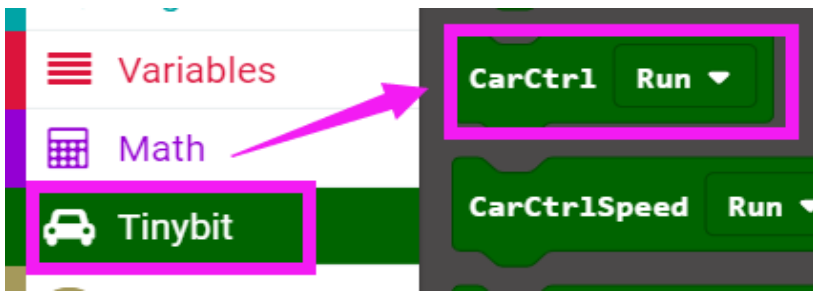 Variables
Math
Tinybit
CarCtrl Run
CarCtrlSpeed Run